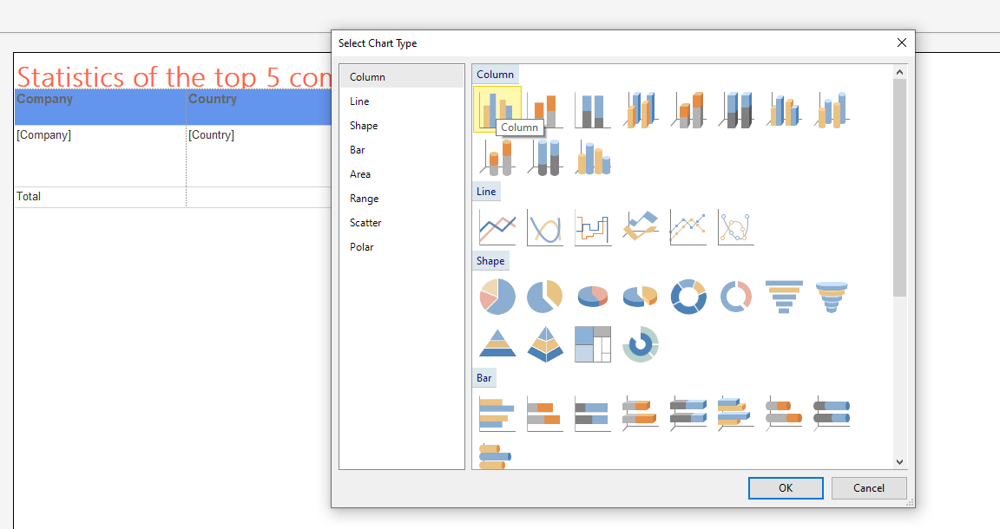 Select Chart Type
Statistics of the top 5 con
Company Country
[Company] [Country]
Total
Column
Line
Shape
Bar
Area
Range
Scatter
Polar
Column
Column
Line
Shape
Bar
OK Cancel